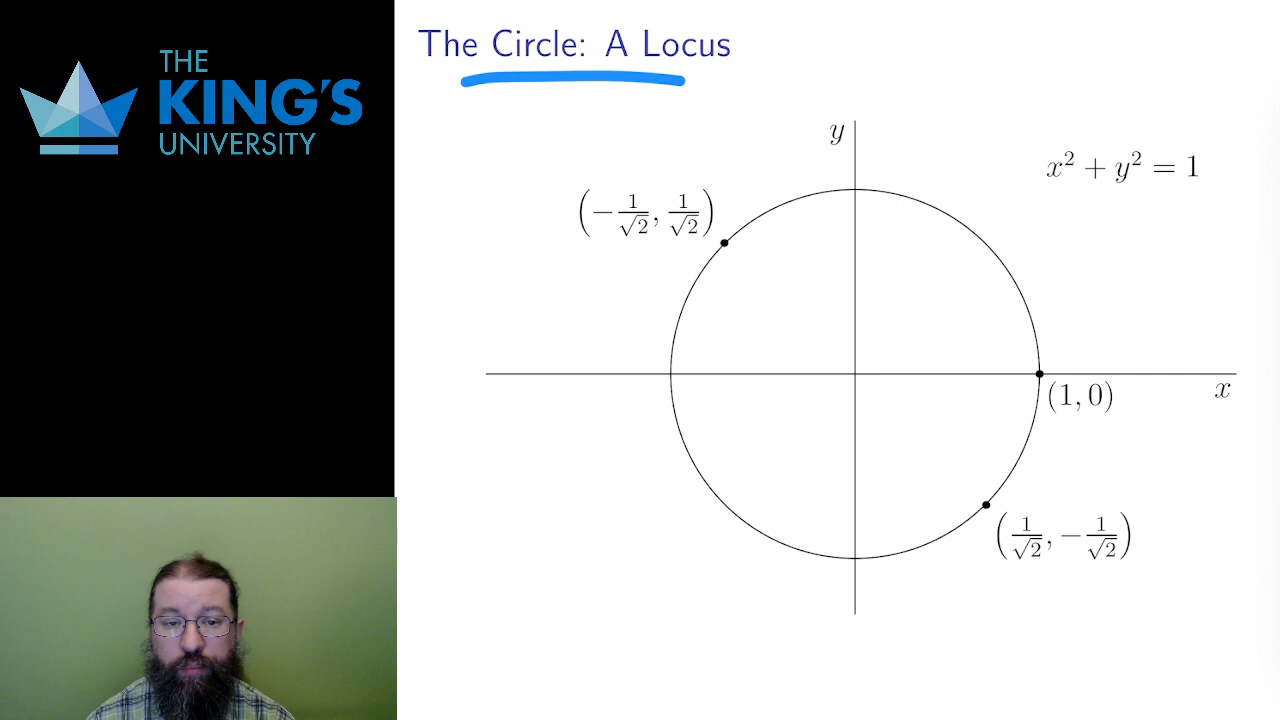 THE
KING'S
UNIVERSITY
The Circle: A Locus
y
x² + y² = 1
(−1/√2, 1/√2)
(1, 0)
x
(1/√2, −1/√2)